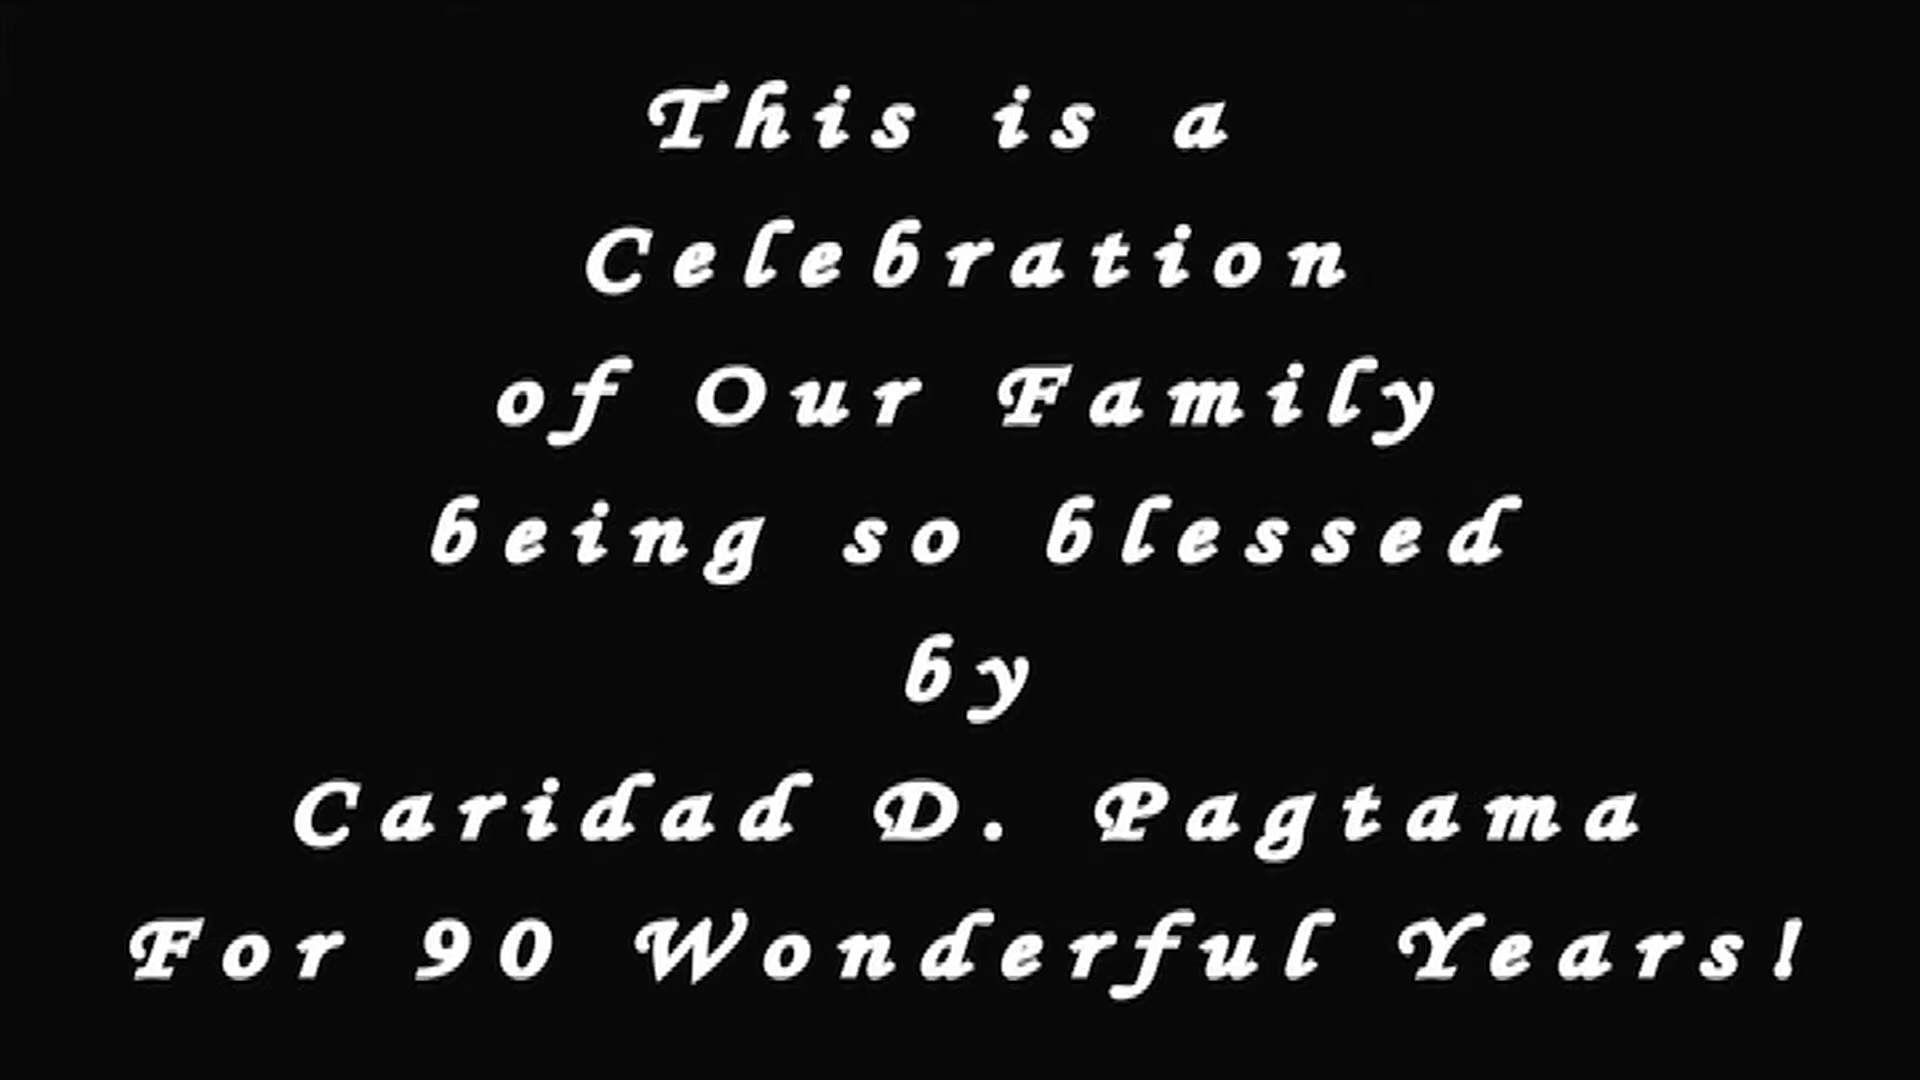 This is a
Celebration
of Our Family
being so blessed
by
Caridad D. Pagtama
For 90 Wonderful Years!